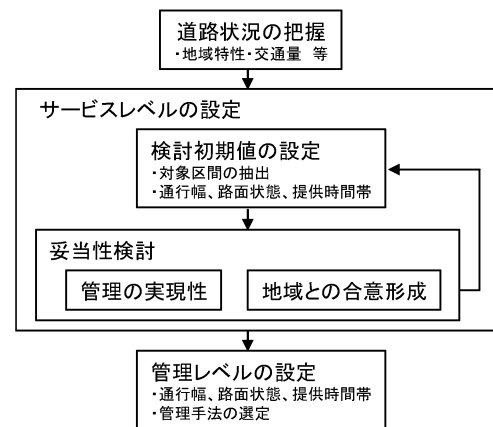 道路状況の把握
・地域特性・交通量 等
サービスレベルの設定
検討初期値の設定
・対象区間の抽出
・通行幅、路面状態、提供時間帯
妥当性検討
管理の実現性
地域との合意形成
管理レベルの設定
・通行幅、路面状態、提供時間帯
・管理手法の選定